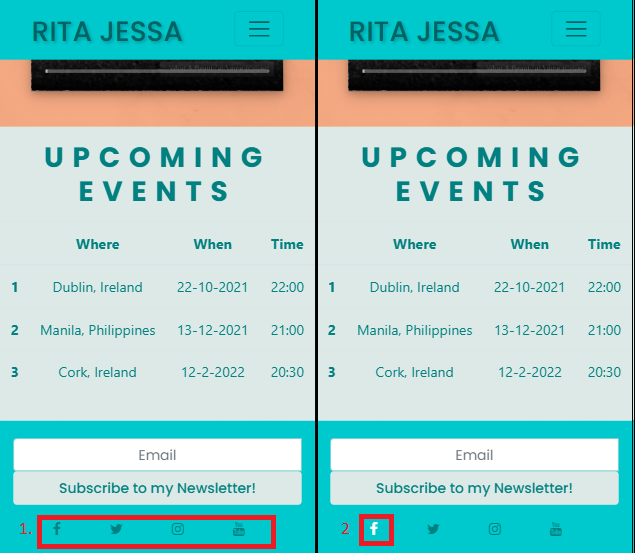 RITA JESSA
UPCOMING
EVENTS
Where When Time
1 Dublin, Ireland 22-10-2021 22:00
2 Manila, Philippines 13-12-2021 21:00
3 Cork, Ireland 12-2-2022 20:30
Email
Subscribe to my Newsletter!
1.
RITA JESSA
UPCOMING
EVENTS
Where When Time
1 Dublin, Ireland 22-10-2021 22:00
2 Manila, Philippines 13-12-2021 21:00
3 Cork, Ireland 12-2-2022 20:30
Email
Subscribe to my Newsletter!
2